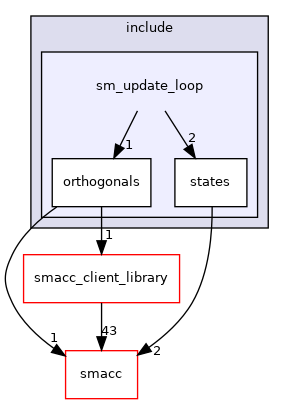 include
sm_update_loop
1
2
orthogonals
states
1
smacc_client_library
43
1
2
smacc